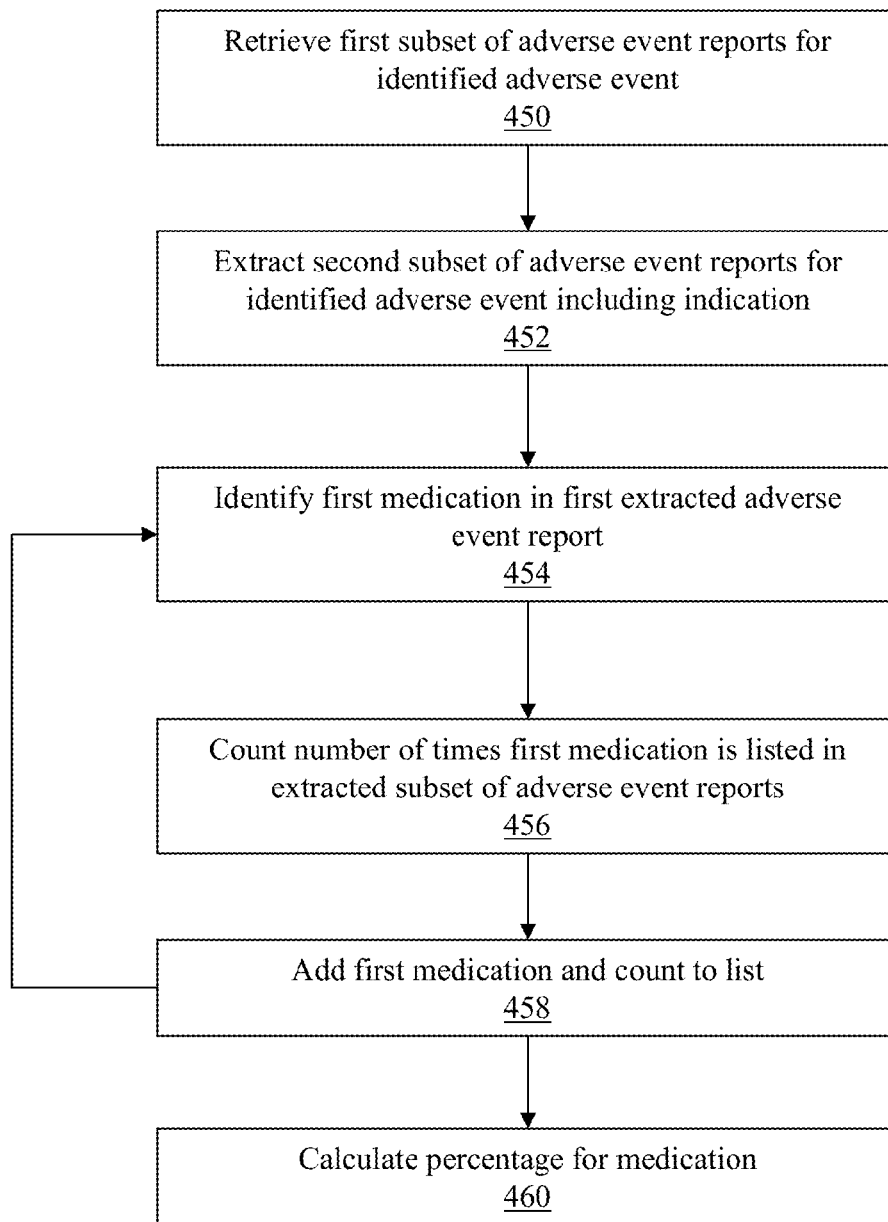 Retrieve first subset of adverse event reports for
identified adverse event
450
Extract second subset of adverse event reports for
identified adverse event including indication
452
Identify first medication in first extracted adverse
event report
454
Count number of times first medication is listed in
extracted subset of adverse event reports
456
Add first medication and count to list
458
Calculate percentage for medication
460